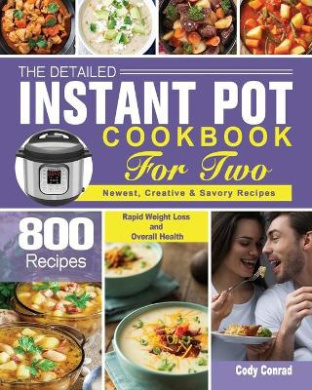 THE DETAILED
INSTANT POT
COOKBOOK
For Two
Newest, Creative & Savory Recipes
800
Recipes
Rapid Weight Loss
and
Overall Health
Cody Conrad